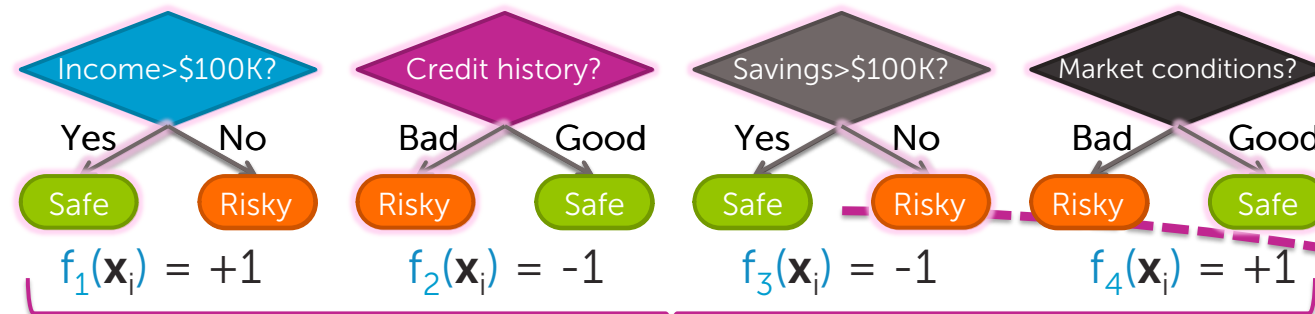 Income>$100K? Credit history? Savings>$100K? Market conditions?
Yes No Bad Good Yes No Bad Good
Safe Risky Risky Safe Safe Risky Risky Safe
f₁(xᵢ) = +1 f₂(xᵢ) = -1 f₃(xᵢ) = -1 f₄(xᵢ) = +1